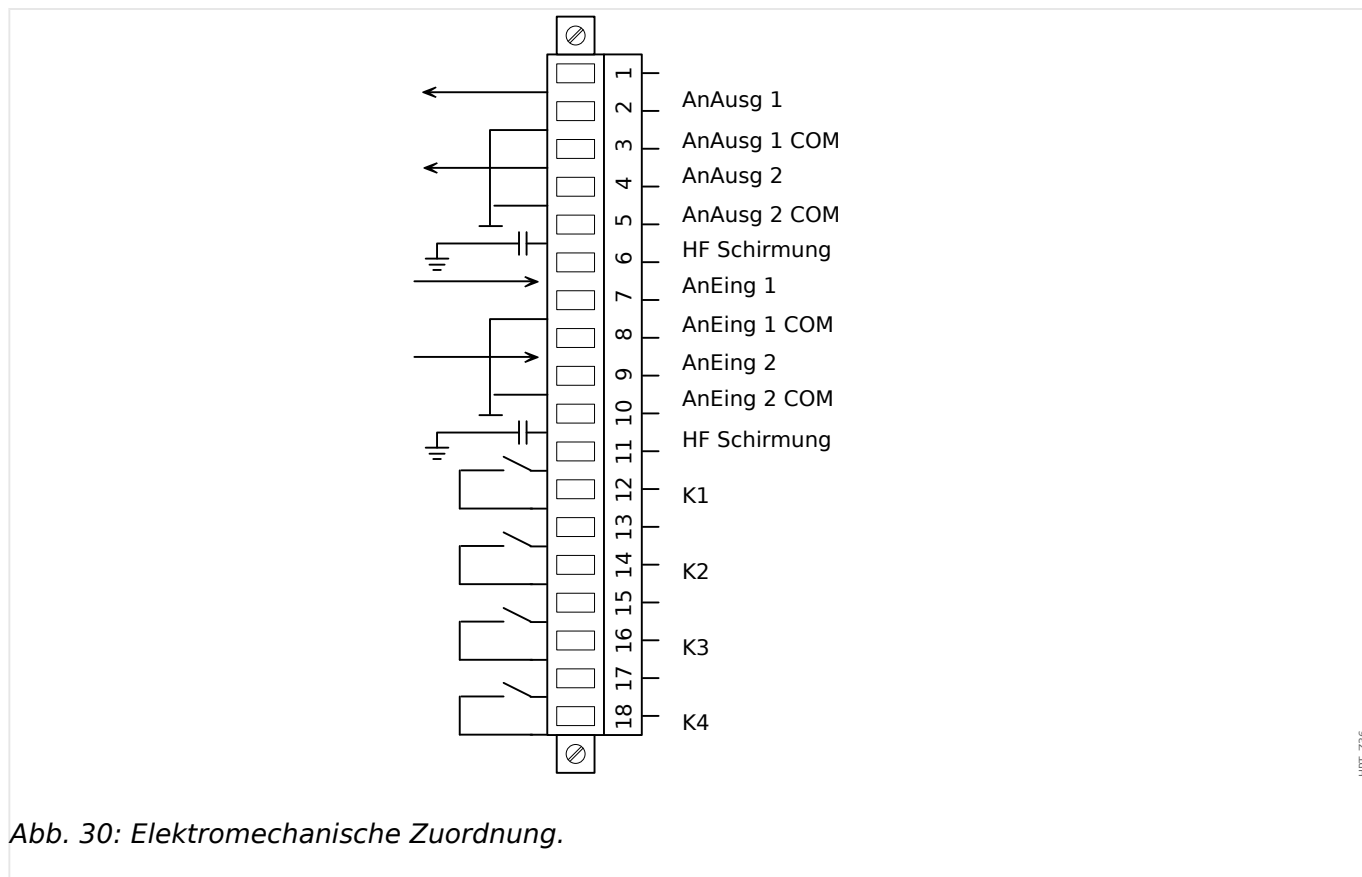 1
2
AnAusg 1
3
AnAusg 1 COM
4
AnAusg 2
5
AnAusg 2 COM
6
HF Schirmung
7
AnEing 1
8
AnEing 1 COM
9
AnEing 2
10
AnEing 2 COM
11
HF Schirmung
12
K1
13
14
K2
15
16
K3
17
18
K4
Abb. 30: Elektromechanische Zuordnung.